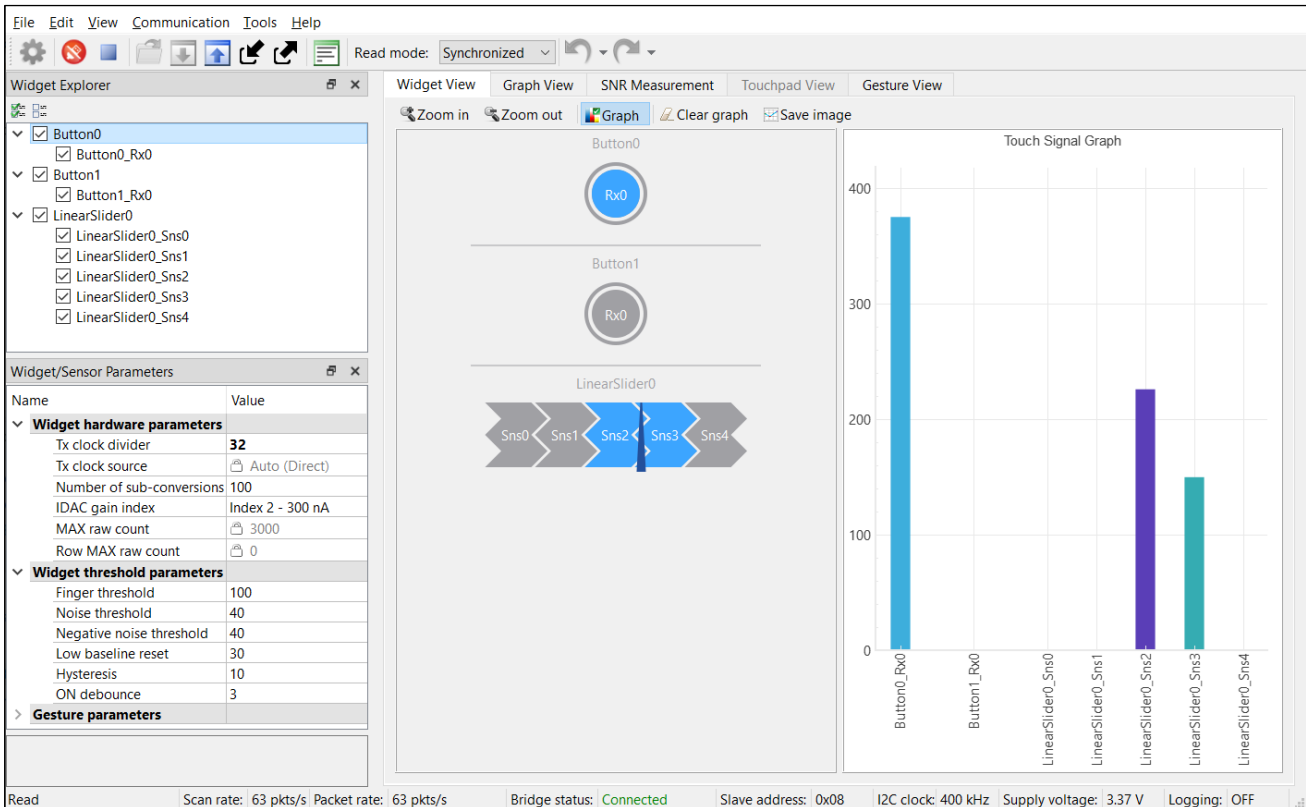 File Edit View Communication Tools Help
Read mode: Synchronized
Widget Explorer
Button0
Button0_Rx0
Button1
Button1_Rx0
LinearSlider0
LinearSlider0_Sns0
LinearSlider0_Sns1
LinearSlider0_Sns2
LinearSlider0_Sns3
LinearSlider0_Sns4
Widget/Sensor Parameters
Name Value
Widget hardware parameters
Tx clock divider 32
Tx clock source Auto (Direct)
Number of sub-conversions 100
IDAC gain index Index 2 - 300 nA
MAX raw count 3000
Row MAX raw count 0
Widget threshold parameters
Finger threshold 100
Noise threshold 40
Negative noise threshold 40
Low baseline reset 30
Hysteresis 10
ON debounce 3
Gesture parameters
Widget View Graph View SNR Measurement Touchpad View Gesture View
Zoom in Zoom out Graph Clear graph Save image
Button0
Rx0
Button1
Rx0
LinearSlider0
Sns0 Sns1 Sns2 Sns3 Sns4
Touch Signal Graph
400
300
200
100
0
Button0_Rx0
Button1_Rx0
LinearSlider0_Sns0
LinearSlider0_Sns1
LinearSlider0_Sns2
LinearSlider0_Sns3
LinearSlider0_Sns4
Read Scan rate: 63 pkts/s Packet rate: 63 pkts/s Bridge status: Connected Slave address: 0x08 I2C clock: 400 kHz Supply voltage: 3.37 V Logging: OFF